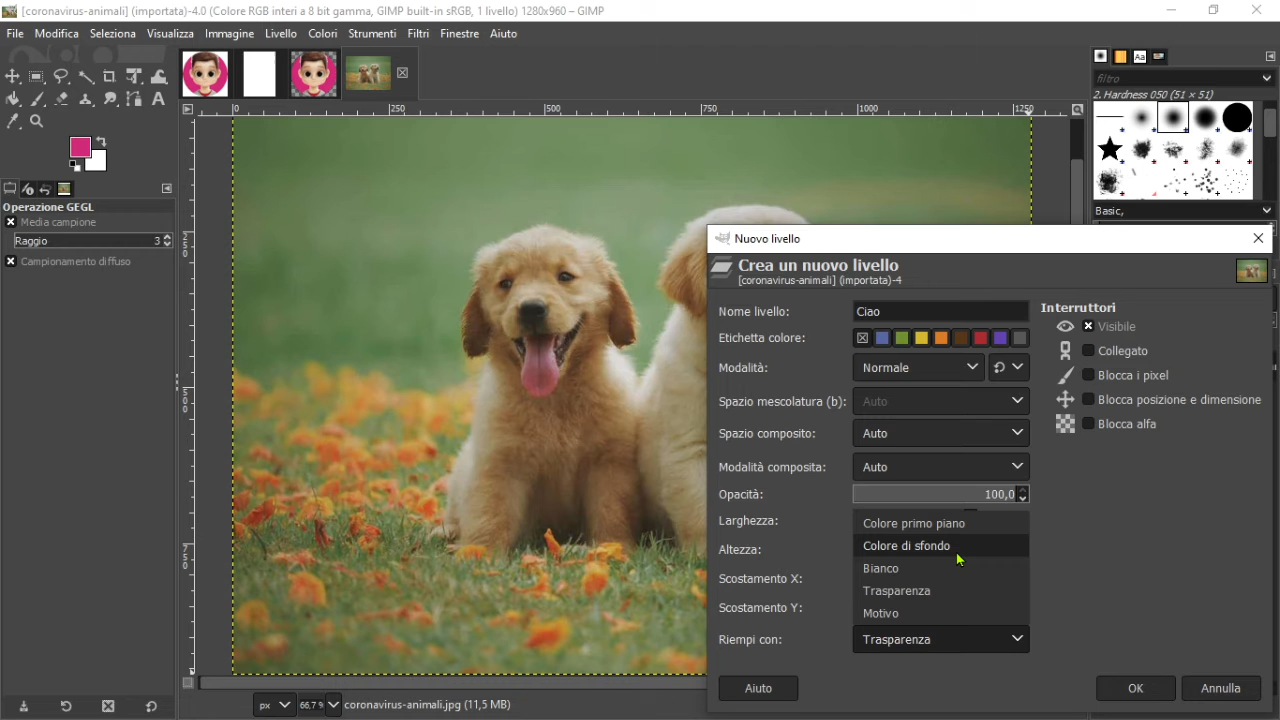 [coronavirus-animali] (importata)-4.0 (Colore RGB interi a 8 bit gamma, GIMP built-in sRGB, 1 livello) 1280x960 – GIMP
File Modifica Seleziona Visualizza Immagine Livello Colori Strumenti Filtri Finestre Aiuto
filtro
2. Hardness 050 (51 × 51)
0 250 500 750 1000 1250
Basic,
Operazione GEGL
Media campione
Raggio 3
Campionamento diffuso
250
500
750
Nuovo livello
Crea un nuovo livello
[coronavirus-animali] (importata)-4
Nome livello: Ciao
Etichetta colore:
Modalità: Normale
Spazio mescolatura (b): Auto
Spazio composito: Auto
Modalità composita: Auto
Opacità: 100,0
Larghezza:
Altezza:
Scostamento X:
Scostamento Y:
Riempi con: Trasparenza
Colore primo piano
Colore di sfondo
Bianco
Trasparenza
Motivo
Interruttori
Visibile
Collegato
Blocca i pixel
Blocca posizione e dimensione
Blocca alfa
Aiuto OK Annulla
px 66,7 % coronavirus-animali.jpg (11,5 MB)